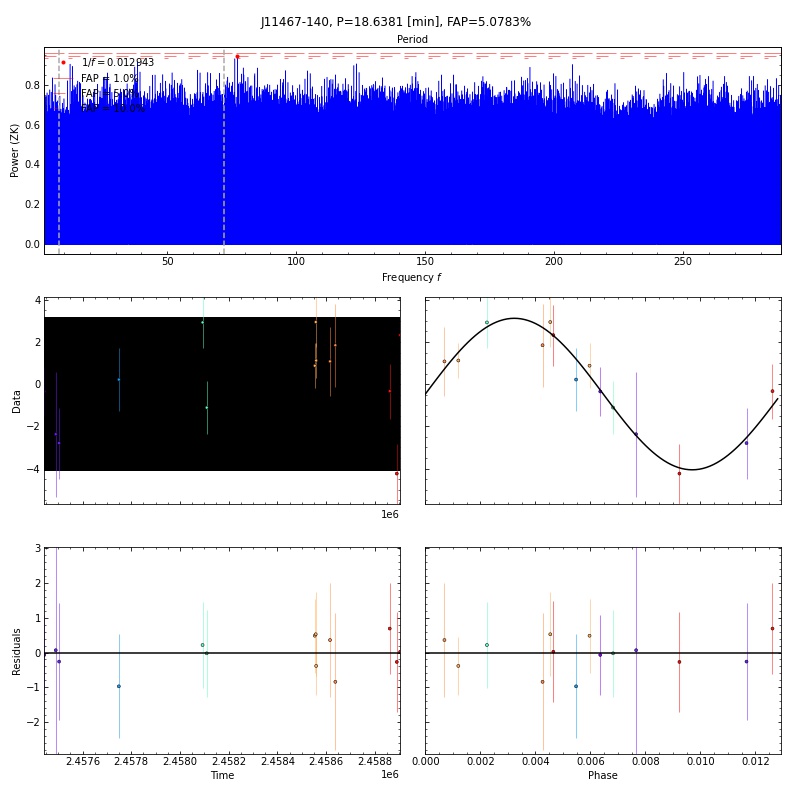 J11467-140, P=18.6381 [min], FAP=5.0783%
Period
1/f = 0.012943
FAP = 1.0%
FAP = 5.0%
0.8
0.6
0.4
0.2
0.0
Power (ZK)
50
100
150
200
250
Frequency f
4
2
0
−2
−4
Data
1e6
3
2
1
0
−1
−2
Residuals
2.4576
2.4578
2.4580
2.4582
2.4584
2.4586
2.4588
1e6
Time
0.000
0.002
0.004
0.006
0.008
0.010
0.012
Phase